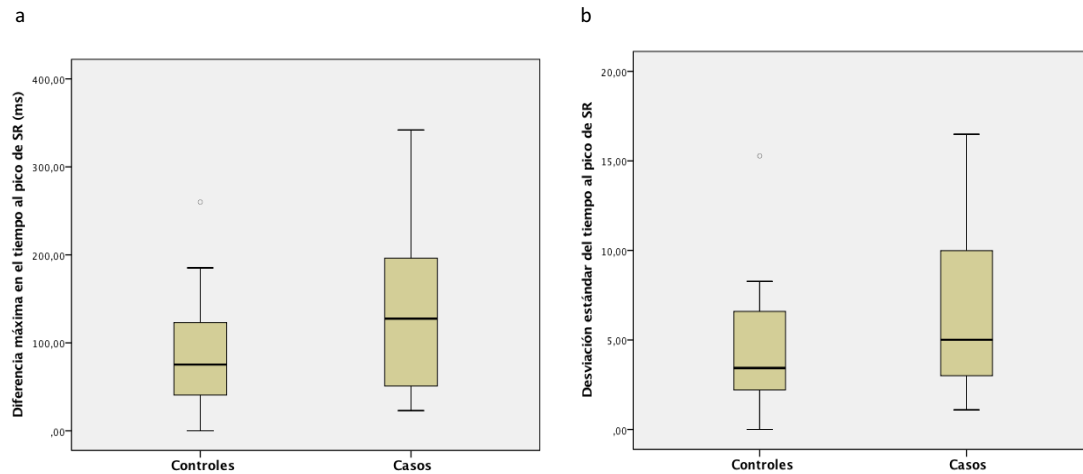 a
Diferencia máxima en el tiempo al pico de SR (ms)
400,00
300,00
200,00
100,00
,00
Controles
Casos
b
Desviación estándar del tiempo al pico de SR
20,00
15,00
10,00
5,00
,00
Controles
Casos